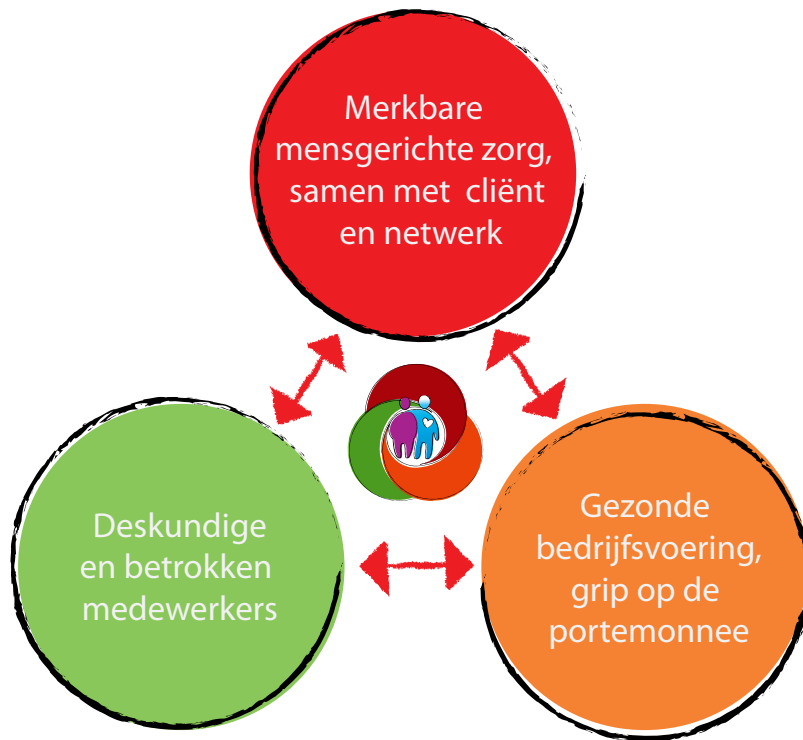 Merkbare
mensgerichte zorg,
samen met cliënt
en netwerk
Deskundige
en betrokken
medewerkers
Gezonde
bedrijfsvoering,
grip op de
portemonnee